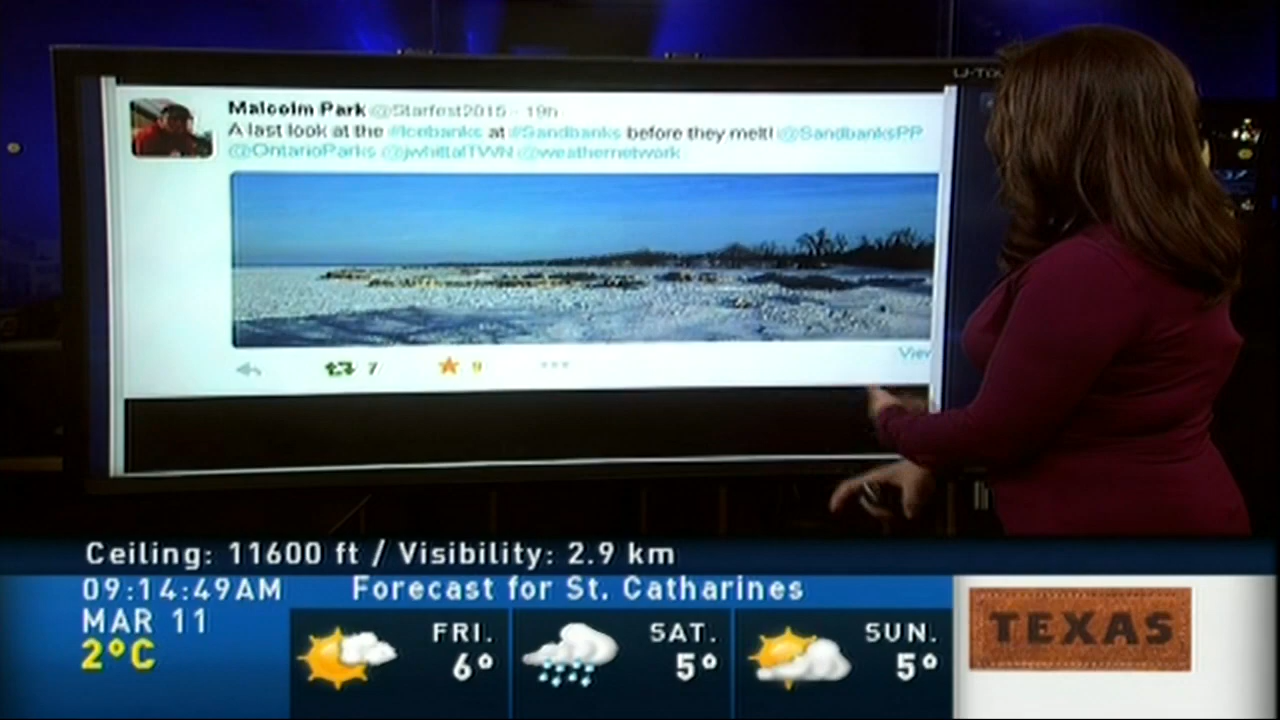 Malcolm Park @Starfest2015 - 19h
A last look at the #Icebanks at #Sandbanks before they melt! @SandbanksPP
@OntarioParks @jwhittalTWN @weathernetwork
7 9
View
Ceiling: 11600 ft / Visibility: 2.9 km
09:14:49AM Forecast for St. Catharines
MAR 11
2°C
FRI. 6°
SAT. 5°
SUN. 5°
TEXAS